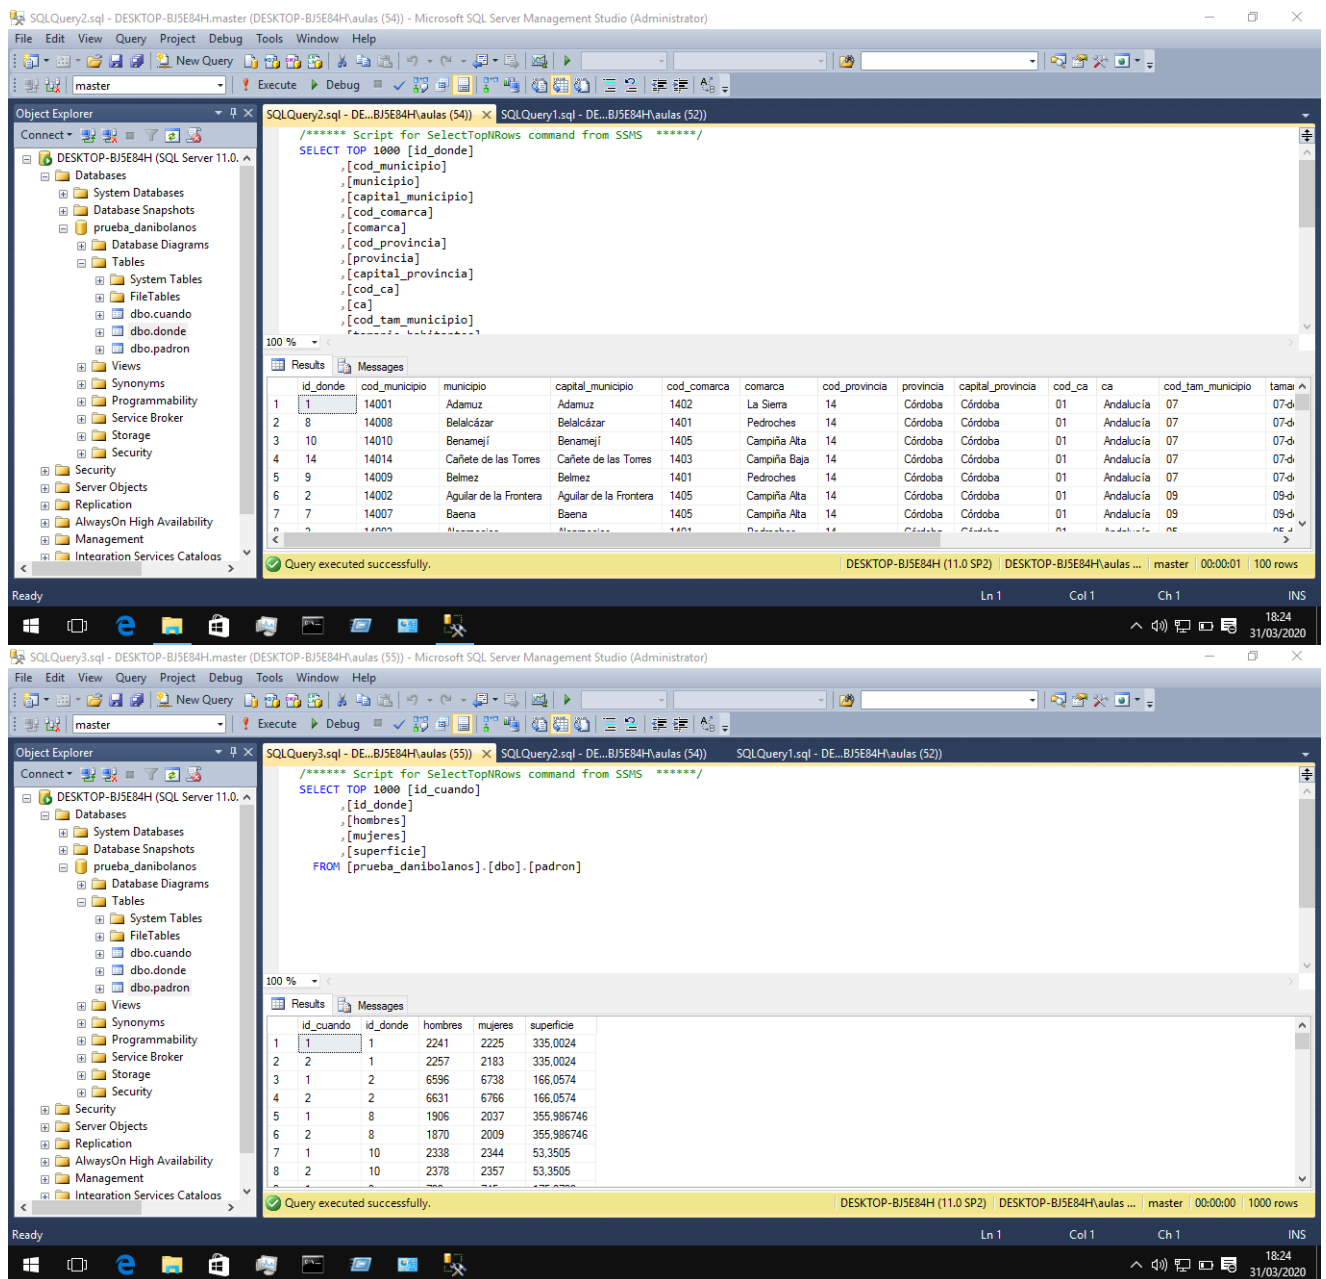 SQLQuery2.sql - DESKTOP-BJ5E84H.master (DESKTOP-BJ5E84H\aulas (54)) - Microsoft SQL Server Management Studio (Administrator)
File Edit View Query Project Debug Tools Window Help
New Query
master Execute Debug
Object Explorer
SQLQuery2.sql - DE...BJ5E84H\aulas (54)) SQLQuery1.sql - DE...BJ5E84H\aulas (52))
Connect
DESKTOP-BJ5E84H (SQL Server 11.0.
Databases
System Databases
Database Snapshots
prueba_danibolanos
Database Diagrams
Tables
System Tables
FileTables
dbo.cuando
dbo.donde
dbo.padron
Views
Synonyms
Programmability
Service Broker
Storage
Security
Security
Server Objects
Replication
AlwaysOn High Availability
Management
Integration Services Catalogs
/****** Script for SelectTopNRows command from SSMS ******/
SELECT TOP 1000 [id_donde]
,[cod_municipio]
,[municipio]
,[capital_municipio]
,[cod_comarca]
,[comarca]
,[cod_provincia]
,[provincia]
,[capital_provincia]
,[cod_ca]
,[ca]
,[cod_tam_municipio]
100 %
Results Messages
id_donde cod_municipio municipio capital_municipio cod_comarca comarca cod_provincia provincia capital_provincia cod_ca ca cod_tam_municipio tamai
1 1 14001 Adamuz Adamuz 1402 La Sierra 14 Córdoba Córdoba 01 Andalucía 07 07-de
2 8 14008 Belalcázar Belalcázar 1401 Pedroches 14 Córdoba Córdoba 01 Andalucía 07 07-de
3 10 14010 Benamejí Benamejí 1405 Campiña Alta 14 Córdoba Córdoba 01 Andalucía 07 07-de
4 14 14014 Cañete de las Torres Cañete de las Torres 1403 Campiña Baja 14 Córdoba Córdoba 01 Andalucía 07 07-de
5 9 14009 Belmez Belmez 1401 Pedroches 14 Córdoba Córdoba 01 Andalucía 07 07-de
6 2 14002 Aguilar de la Frontera Aguilar de la Frontera 1405 Campiña Alta 14 Córdoba Córdoba 01 Andalucía 09 09-de
7 7 14007 Baena Baena 1405 Campiña Alta 14 Córdoba Córdoba 01 Andalucía 09 09-de
Query executed successfully. DESKTOP-BJ5E84H (11.0 SP2) DESKTOP-BJ5E84H\aulas ... master 00:00:01 100 rows
Ready Ln 1 Col 1 Ch 1 INS
18:24
31/03/2020
SQLQuery3.sql - DESKTOP-BJ5E84H.master (DESKTOP-BJ5E84H\aulas (55)) - Microsoft SQL Server Management Studio (Administrator)
File Edit View Query Project Debug Tools Window Help
New Query
master Execute Debug
Object Explorer
SQLQuery3.sql - DE...BJ5E84H\aulas (55)) SQLQuery2.sql - DE...BJ5E84H\aulas (54)) SQLQuery1.sql - DE...BJ5E84H\aulas (52))
Connect
DESKTOP-BJ5E84H (SQL Server 11.0.
Databases
System Databases
Database Snapshots
prueba_danibolanos
Database Diagrams
Tables
System Tables
FileTables
dbo.cuando
dbo.donde
dbo.padron
Views
Synonyms
Programmability
Service Broker
Storage
Security
Security
Server Objects
Replication
AlwaysOn High Availability
Management
Integration Services Catalogs
/****** Script for SelectTopNRows command from SSMS ******/
SELECT TOP 1000 [id_cuando]
,[id_donde]
,[hombres]
,[mujeres]
,[superficie]
FROM [prueba_danibolanos].[dbo].[padron]
100 %
Results Messages
id_cuando id_donde hombres mujeres superficie
1 1 1 2241 2225 335,0024
2 2 1 2257 2183 335,0024
3 1 2 6596 6738 166,0574
4 2 2 6631 6766 166,0574
5 1 8 1906 2037 355,986746
6 2 8 1870 2009 355,986746
7 1 10 2338 2344 53,3505
8 2 10 2378 2357 53,3505
Query executed successfully. DESKTOP-BJ5E84H (11.0 SP2) DESKTOP-BJ5E84H\aulas ... master 00:00:00 1000 rows
Ready Ln 1 Col 1 Ch 1 INS
18:24
31/03/2020